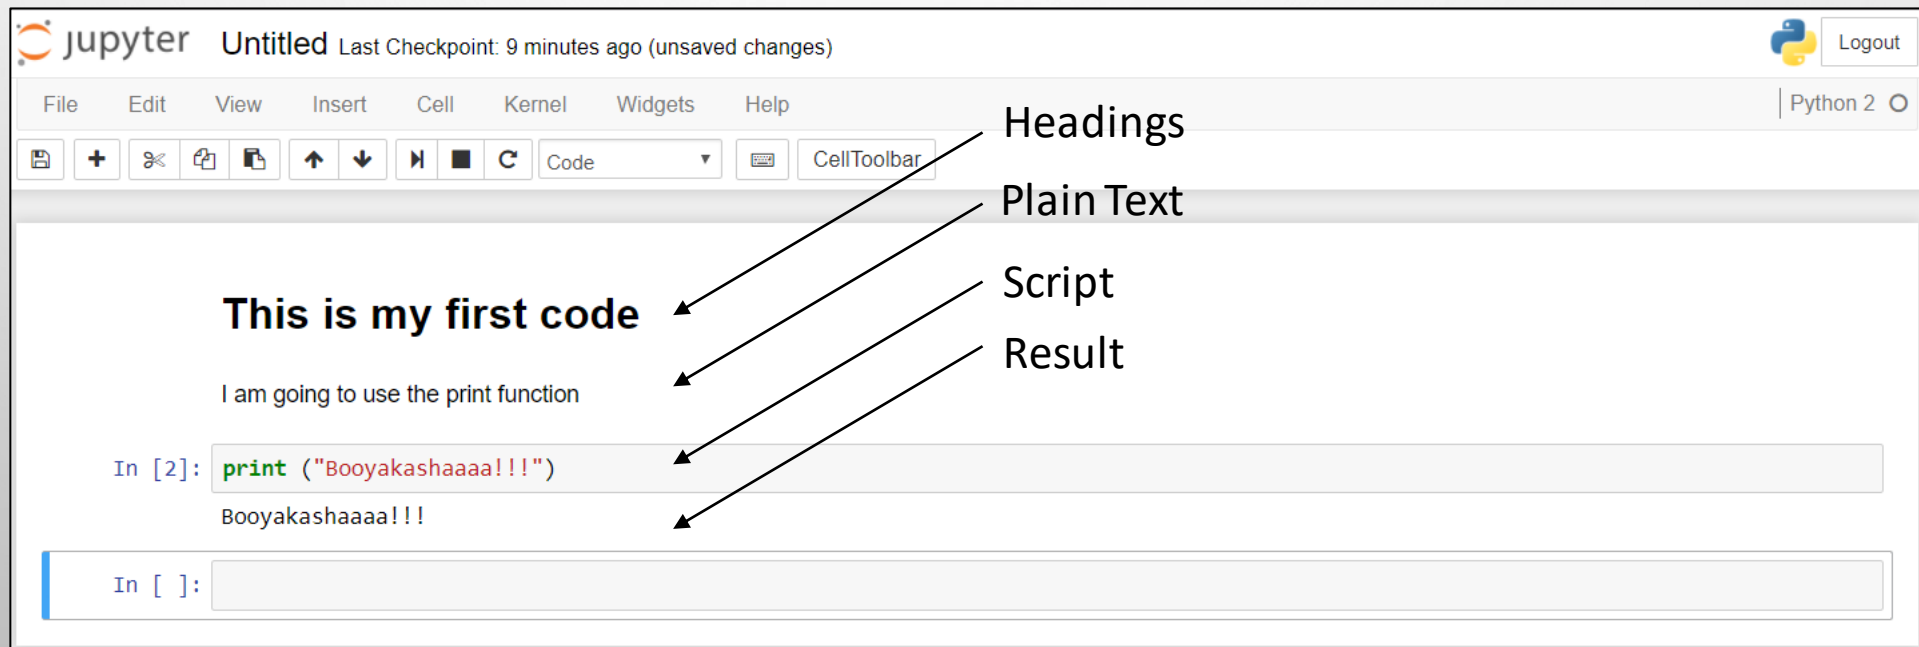 jupyter Untitled Last Checkpoint: 9 minutes ago (unsaved changes) Logout
File Edit View Insert Cell Kernel Widgets Help Python 2
Code CellToolbar
Headings
Plain Text
Script
Result
This is my first code
I am going to use the print function
In [2]: print ("Booyakashaaaa!!!")
Booyakashaaaa!!!
In [ ]: